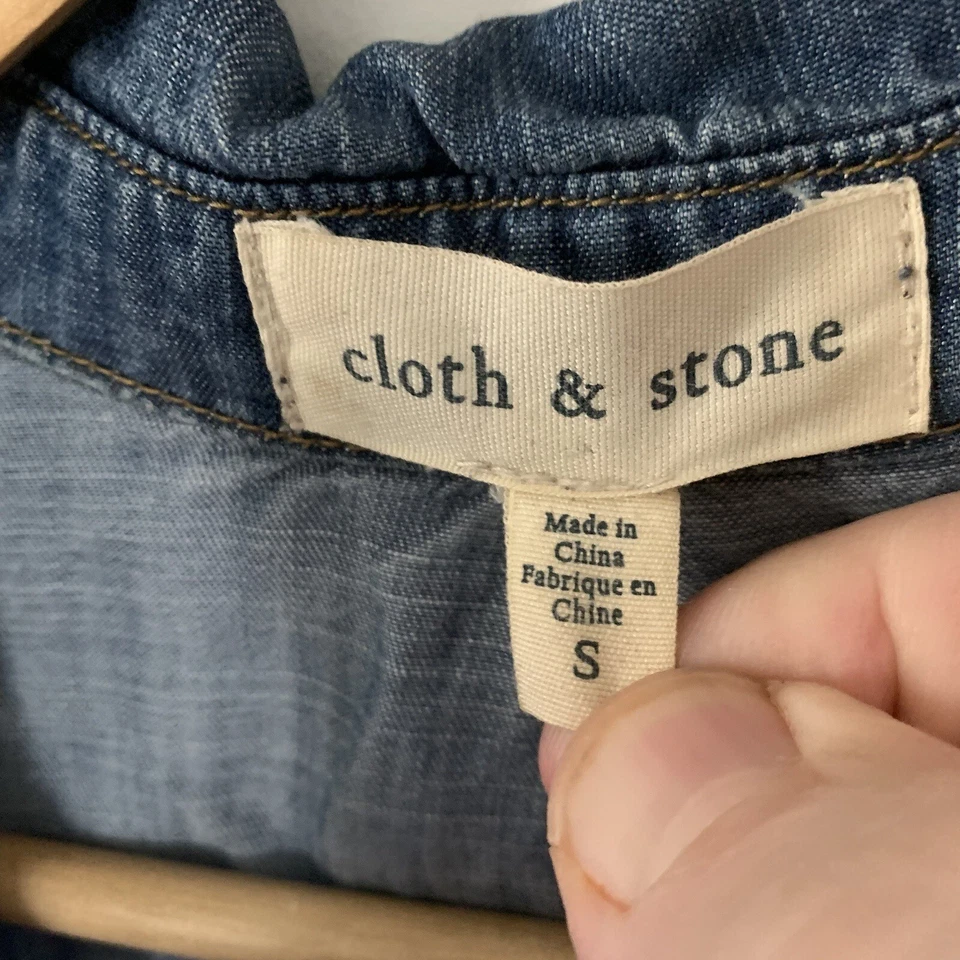 cloth & stone
Made in
China
Fabrique en
Chine
S